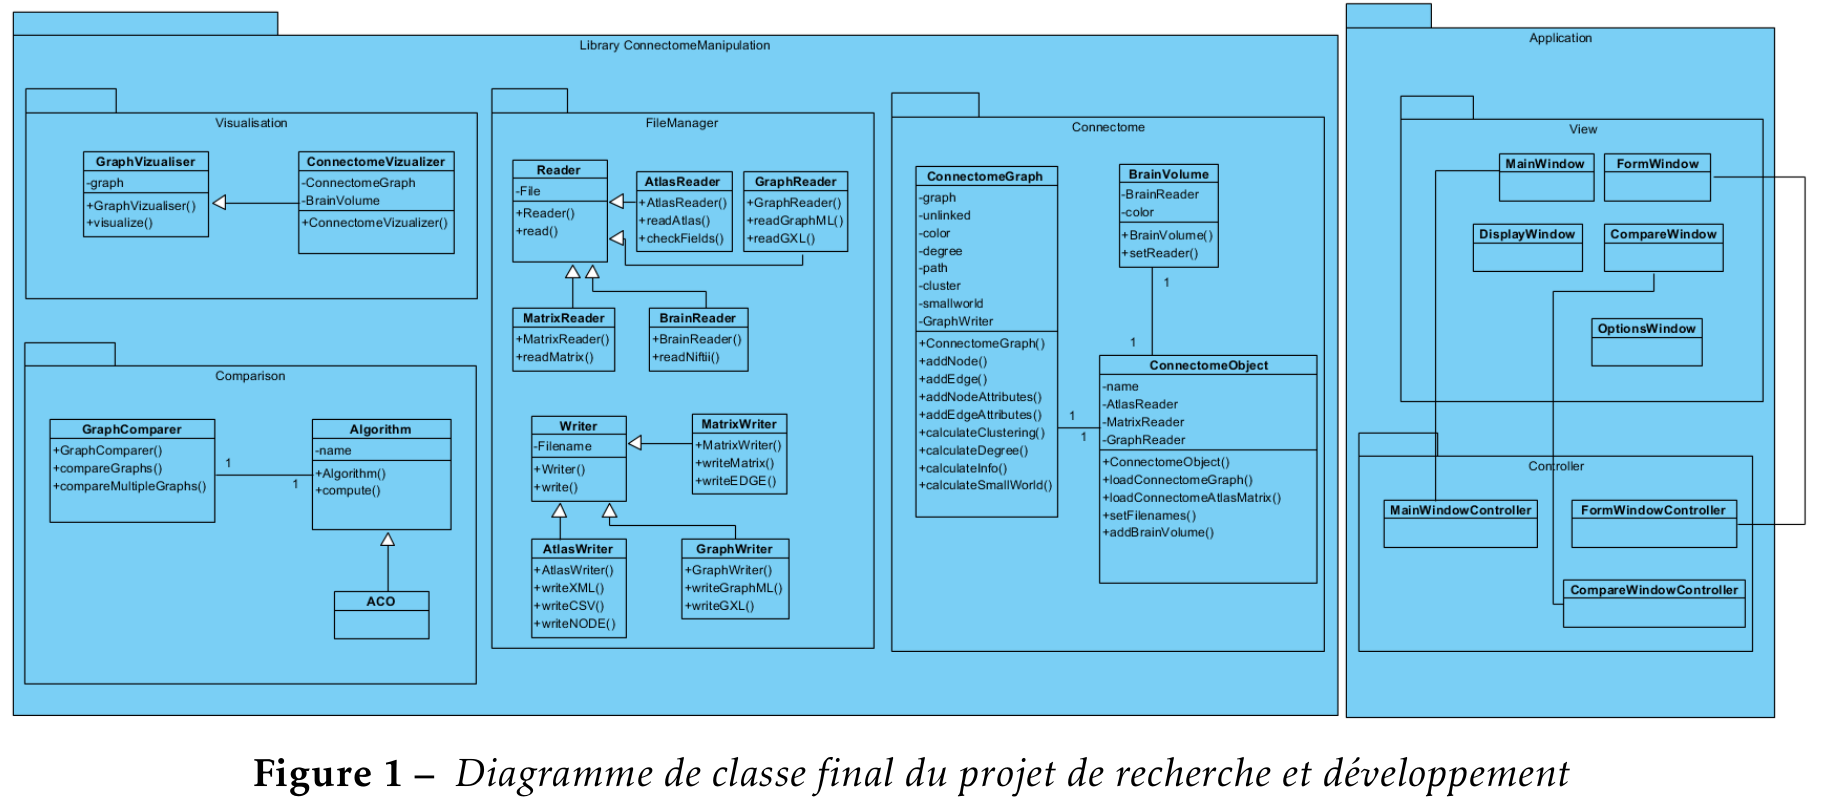 Library ConnectomeManipulation
Visualisation
GraphVizualiser
-graph
+GraphVizualiser()
+visualize()
ConnectomeVizualizer
-ConnectomeGraph
-BrainVolume
+ConnectomeVizualizer()
Comparison
GraphComparer
+GraphComparer()
+compareGraphs()
+compareMultipleGraphs()
1
1
Algorithm
-name
+Algorithm()
+compute()
ACO
FileManager
Reader
-File
+Reader()
+read()
AtlasReader
+AtlasReader()
+readAtlas()
+checkFields()
GraphReader
+GraphReader()
+readGraphML()
+readGXL()
MatrixReader
+MatrixReader()
+readMatrix()
BrainReader
+BrainReader()
+readNiftii()
Writer
-Filename
+Writer()
+write()
MatrixWriter
+MatrixWriter()
+writeMatrix()
+writeEDGE()
AtlasWriter
+AtlasWriter()
+writeXML()
+writeCSV()
+writeNODE()
GraphWriter
+GraphWriter()
+writeGraphML()
+writeGXL()
Connectome
ConnectomeGraph
-graph
-unlinked
-color
-degree
-path
-cluster
-smallworld
-GraphWriter
+ConnectomeGraph()
+addNode()
+addEdge()
+addNodeAttributes()
+addEdgeAttributes()
+calculateClustering()
+calculateDegree()
+calculateInfo()
+calculateSmallWorld()
BrainVolume
-BrainReader
-color
+BrainVolume()
+setReader()
1
1
1
1
ConnectomeObject
-name
-AtlasReader
-MatrixReader
-GraphReader
+ConnectomeObject()
+loadConnectomeGraph()
+loadConnectomeAtlasMatrix()
+setFilenames()
+addBrainVolume()
Application
View
MainWindow
FormWindow
DisplayWindow
CompareWindow
OptionsWindow
Controller
MainWindowController
FormWindowController
CompareWindowController
Figure 1 – Diagramme de classe final du projet de recherche et développement